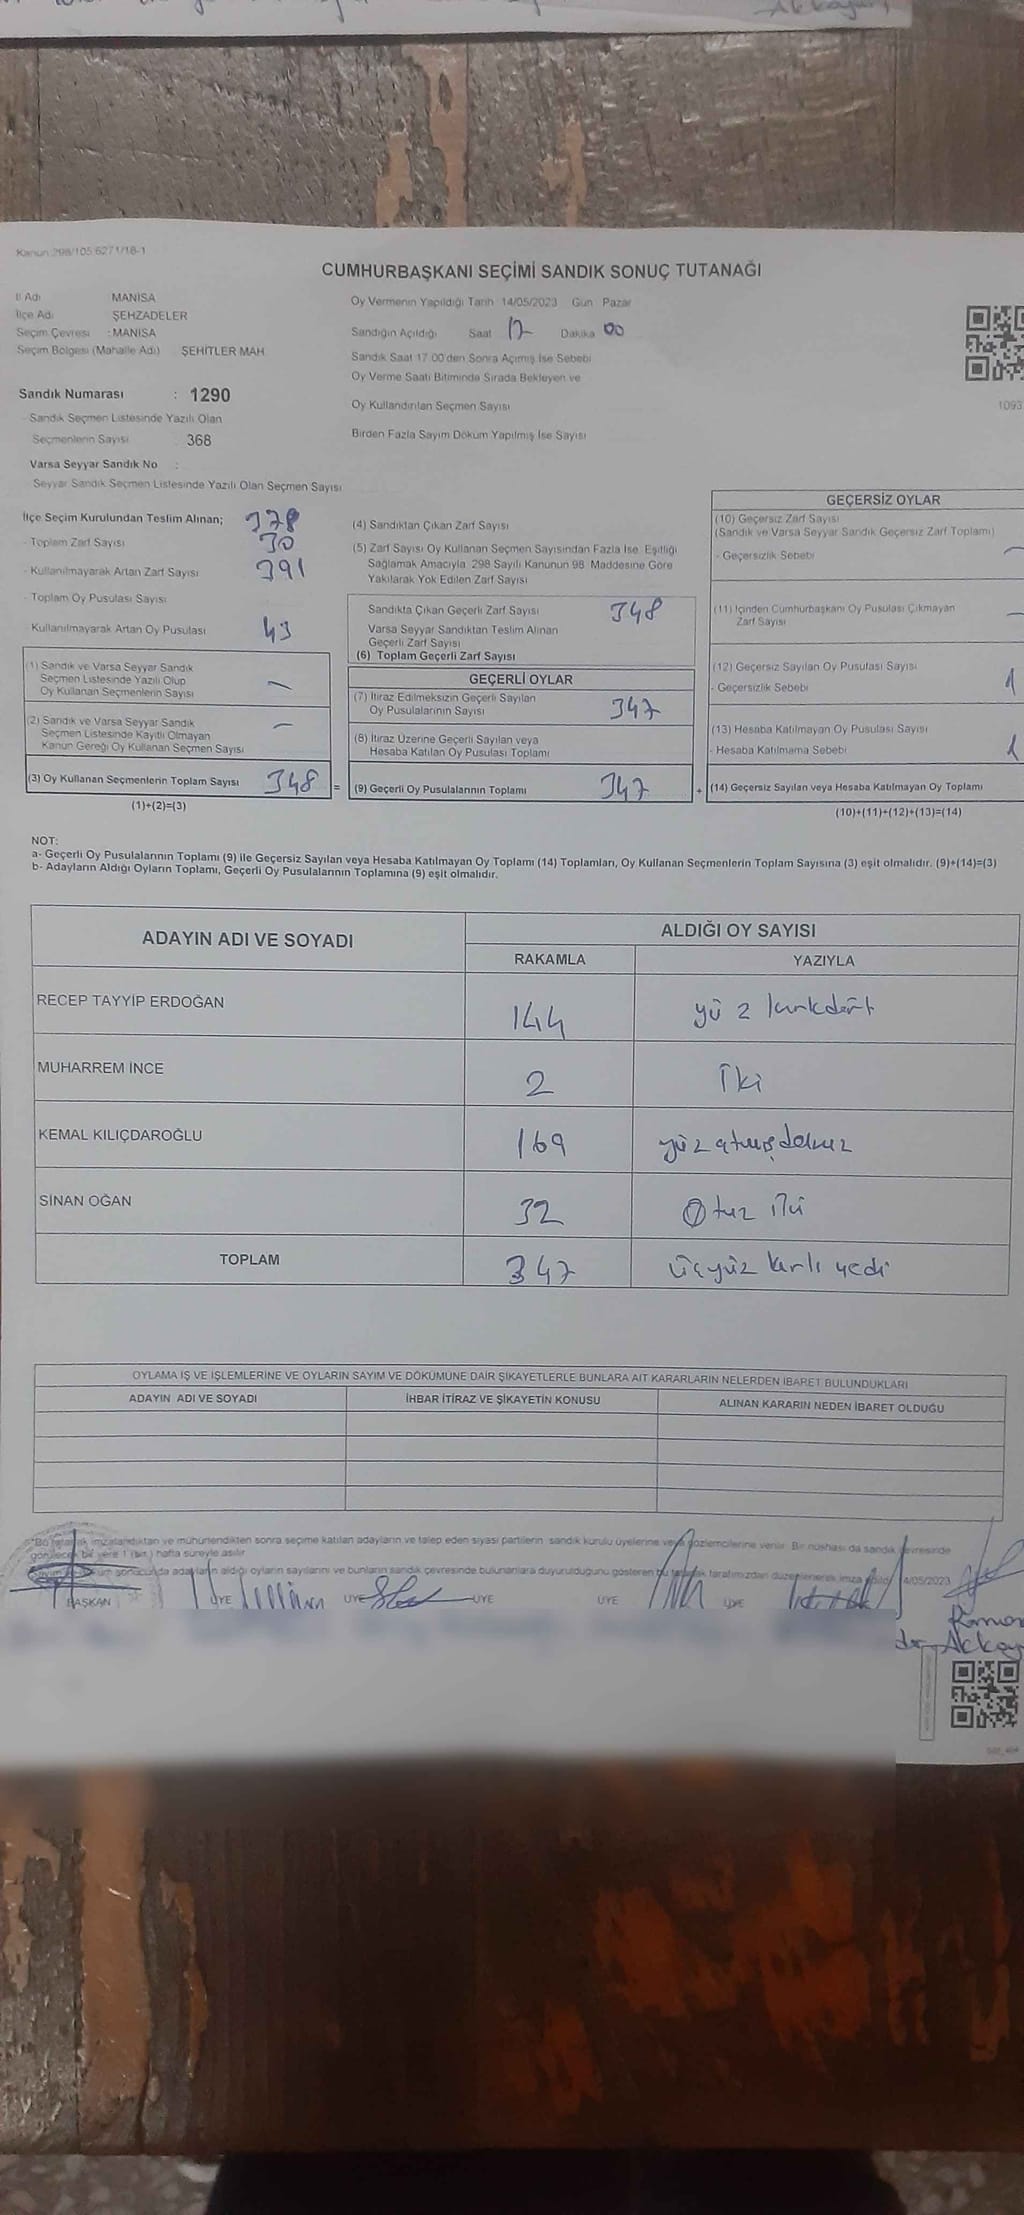 Kanun:298/105 6271/18-1
CUMHURBAŞKANI SEÇİMİ SANDIK SONUÇ TUTANAĞI
İl Adı MANİSA
İlçe Adı ŞEHZADELER
Seçim Çevresi : MANİSA
Seçim Bölgesi (Mahalle Adı) ŞEHİTLER MAH
Oy Vermenin Yapıldığı Tarih 14/05/2023 Gün Pazar
Sandığın Açıldığı Saat 17 Dakika 00
Sandık Saat 17:00'den Sonra Açımış İse Sebebi
Oy Verme Saati Bitiminde Sırada Bekleyen ve
Oy Kullandırılan Seçmen Sayısı
Birden Fazla Sayım Döküm Yapılmış İse Sayısı
1093
Sandık Numarası : 1290
- Sandık Seçmen Listesinde Yazılı Olan
Seçmenlerin Sayısı 368
Varsa Seyyar Sandık No :
Seyyar Sandık Seçmen Listesinde Yazılı Olan Seçmen Sayısı
İlçe Seçim Kurulundan Teslim Alınan; 378
- Toplam Zarf Sayısı 30
- Kullanılmayarak Artan Zarf Sayısı 391
- Toplam Oy Pusulası Sayısı
Kullanılmayarak Artan Oy Pusulası 43
(1) Sandık ve Varsa Seyyar Sandık
Seçmen Listesinde Yazılı Olup
Oy Kullanan Seçmenlerin Sayısı –
(2) Sandık ve Varsa Seyyar Sandık
Seçmen Listesinde Kayıtlı Olmayan
Kanun Gereği Oy Kullanan Seçmen Sayısı –
(3) Oy Kullanan Seçmenlerin Toplam Sayısı 348 =
(1)+(2)=(3)
(4) Sandıktan Çıkan Zarf Sayısı
(5) Zarf Sayısı Oy Kullanan Seçmen Sayısından Fazla İse, Eşitliği
Sağlamak Amacıyla 298 Sayılı Kanunun 98. Maddesine Göre
Yakılarak Yok Edilen Zarf Sayısı
Sandıkta Çıkan Geçerli Zarf Sayısı 348
Varsa Seyyar Sandıktan Teslim Alınan
Geçerli Zarf Sayısı
(6) Toplam Geçerli Zarf Sayısı
GEÇERLİ OYLAR
(7) İtiraz Edilmeksizin Geçerli Sayılan
Oy Pusulalarının Sayısı 347
(8) İtiraz Üzerine Geçerli Sayılan veya
Hesaba Katılan Oy Pusulası Toplamı
(9) Geçerli Oy Pusulalarının Toplamı 347 +
GEÇERSİZ OYLAR
(10) Geçersiz Zarf Sayısı
(Sandık ve Varsa Seyyar Sandık Geçersiz Zarf Toplamı)
- Geçersizlik Sebebi –
(11) İçinden Cumhurbaşkanı Oy Pusulası Çıkmayan
Zarf Sayısı –
(12) Geçersiz Sayılan Oy Pusulası Sayısı
- Geçersizlik Sebebi 1
(13) Hesaba Katılmayan Oy Pusulası Sayısı
- Hesaba Katılmama Sebebi 1
(14) Geçersiz Sayılan veya Hesaba Katılmayan Oy Toplamı
(10)+(11)+(12)+(13)=(14)
NOT:
a- Geçerli Oy Pusulalarının Toplamı (9) ile Geçersiz Sayılan veya Hesaba Katılmayan Oy Toplamı (14) Toplamları, Oy Kullanan Seçmenlerin Toplam Sayısına (3) eşit olmalıdır. (9)+(14)=(3)
b- Adayların Aldığı Oyların Toplamı, Geçerli Oy Pusulalarının Toplamına (9) eşit olmalıdır.
ADAYIN ADI VE SOYADI ALDIĞI OY SAYISI
RAKAMLA YAZIYLA
RECEP TAYYİP ERDOĞAN 144 yüz kırkdört
MUHARREM İNCE 2 İki
KEMAL KILIÇDAROĞLU 169 yüz atmış dokuz
SİNAN OĞAN 32 Otuz iki
TOPLAM 347 üçyüz kırk yedi
OYLAMA İŞ VE İŞLEMLERİNE VE OYLARIN SAYIM VE DÖKÜMÜNE DAİR ŞİKAYETLERLE BUNLARA AİT KARARLARIN NELERDEN İBARET BULUNDUKLARI
ADAYIN ADI VE SOYADI İHBAR İTİRAZ VE ŞİKAYETİN KONUSU ALINAN KARARIN NEDEN İBARET OLDUĞU
imzalandıktan ve mühürlendikten sonra seçime katılan adayların ve talep eden siyasi partilerin sandık kurulu üyelerine veya gözlemcilerine verilir. Bir nüshası da sandık çevresinde
görülecek bir yere 1 (bir) hafta süreyle asılır.
sonucunda adayların aldığı oyların sayılarını ve bunların sandık çevresinde bulunanlara duyurulduğunu gösteren bu tutanak tarafımızdan düzenlenerek imza edildi. 14/05/2023
BAŞKAN ÜYE ÜYE ÜYE ÜYE ÜYE